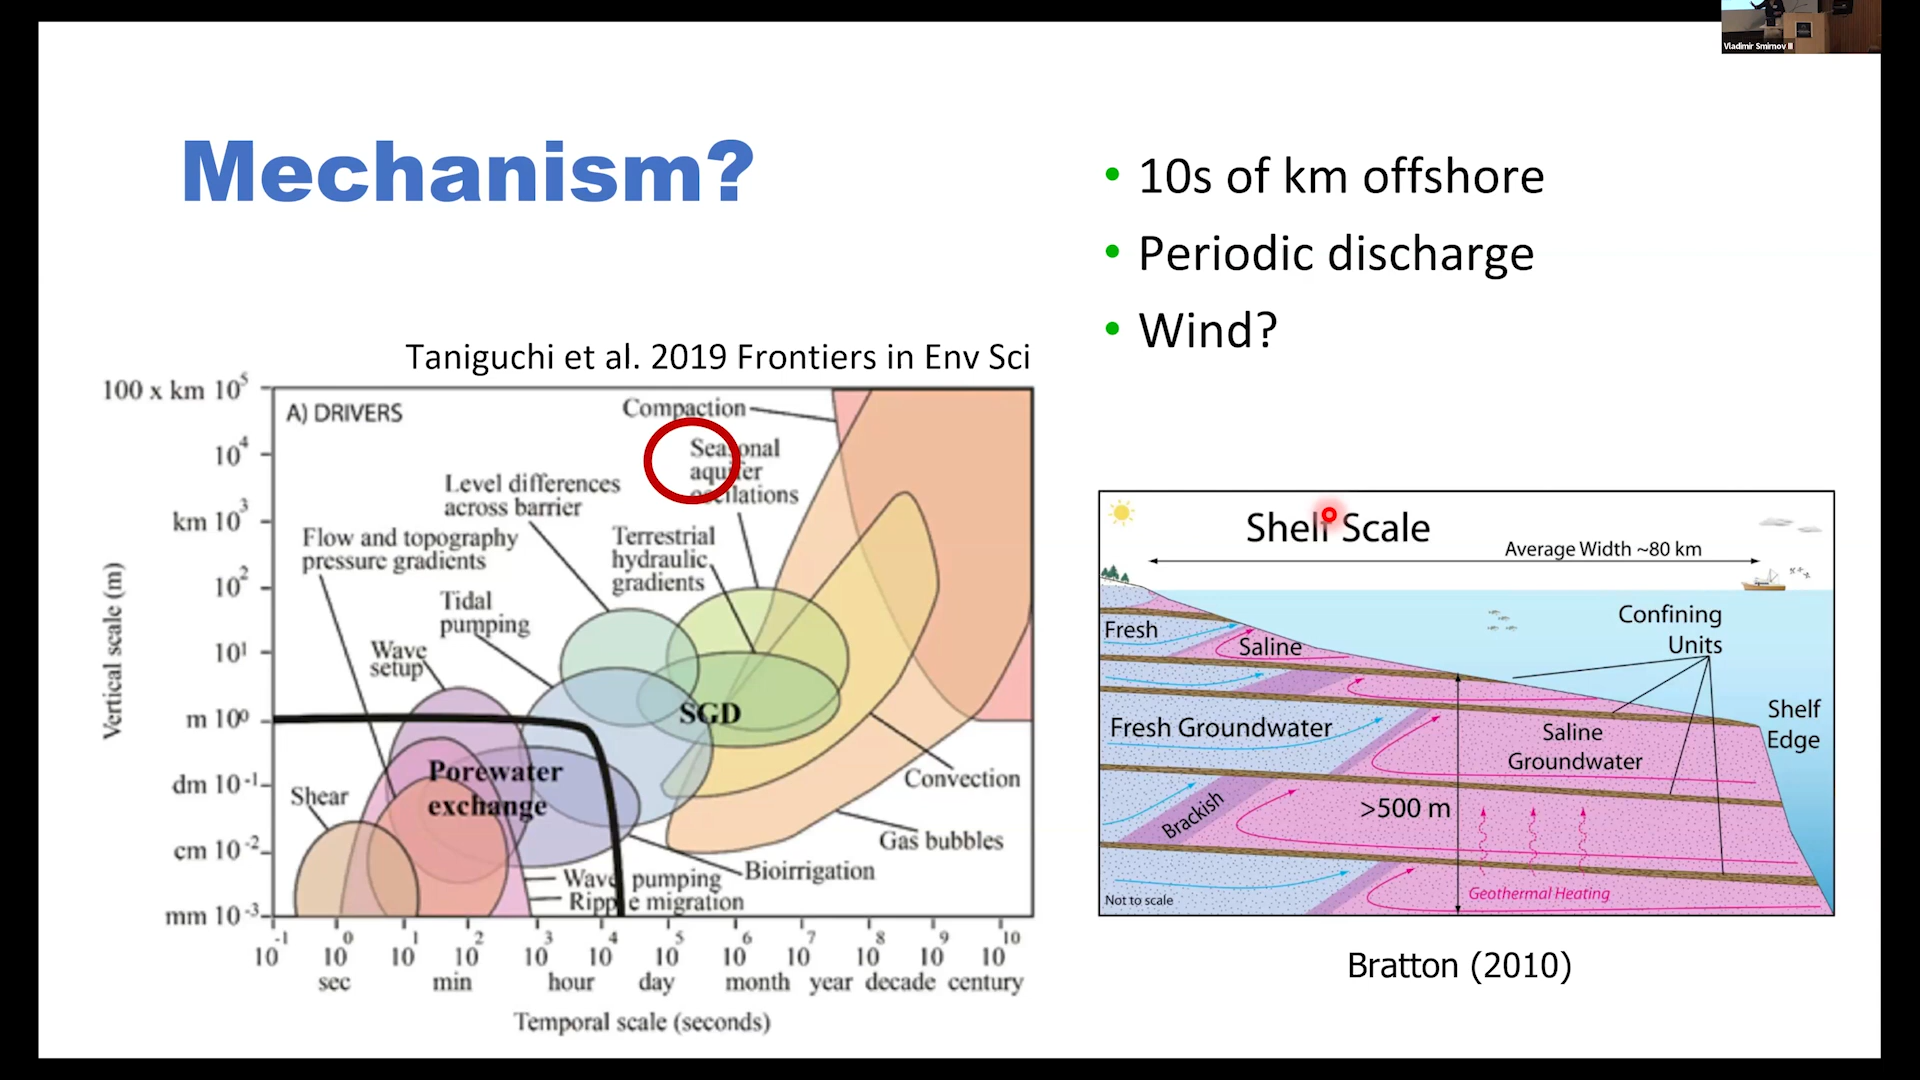 Vladimir Smirnov III
Mechanism?
• 10s of km offshore
• Periodic discharge
• Wind?
Taniguchi et al. 2019 Frontiers in Env Sci
A) DRIVERS
Compaction
Seasonal
aquifer
oscillations
Level differences
across barrier
Flow and topography
pressure gradients
Terrestrial
hydraulic
gradients
Tidal
pumping
Wave
setup
SGD
Porewater
exchange
Shear
Convection
Gas bubbles
Bioirrigation
Wave pumping
Ripple migration
Vertical scale (m)
100 x km 10⁵
10⁴
km 10³
10²
10¹
m 10⁰
dm 10⁻¹
cm 10⁻²
mm 10⁻³
10⁻¹ 10⁰ 10¹ 10² 10³ 10⁴ 10⁵ 10⁶ 10⁷ 10⁸ 10⁹ 10¹⁰
sec min hour day month year decade century
Temporal scale (seconds)
Shelf Scale
Average Width ~80 km
Confining
Units
Fresh
Saline
Fresh Groundwater
Saline
Groundwater
Shelf
Edge
Brackish
>500 m
Geothermal Heating
Not to scale
Bratton (2010)